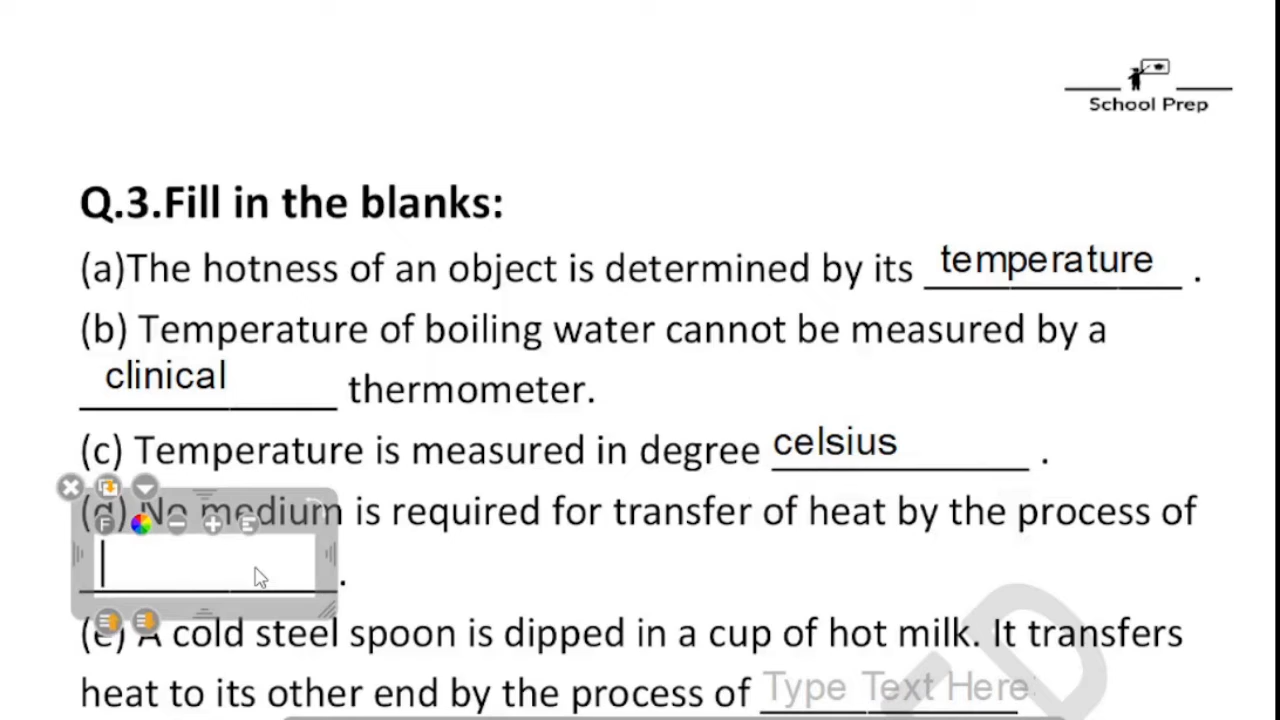 School Prep
Q.3.Fill in the blanks:
(a)The hotness of an object is determined by its temperature .
(b) Temperature of boiling water cannot be measured by a
clinical thermometer.
(c) Temperature is measured in degree celsius .
(d) No medium is required for transfer of heat by the process of
.
(e) A cold steel spoon is dipped in a cup of hot milk. It transfers
heat to its other end by the process of Type Text Here